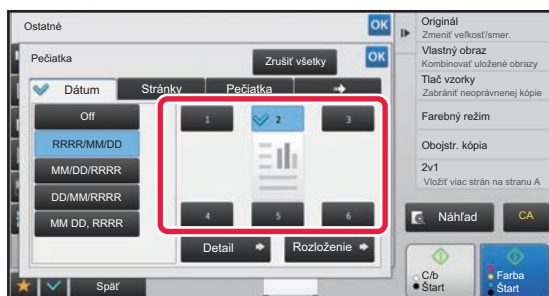 Ostatné
OK
Pečiatka
Zrušiť všetky
OK
Dátum
Stránky
Pečiatka
Off
RRRR/MM/DD
MM/DD/RRRR
DD/MM/RRRR
MM DD, RRRR
1
2
3
4
5
6
Detail
Rozloženie
Späť
Originál
Zmeniť veľkosť/smer.
Vlastný obraz
Kombinovať uložené obrazy
Tlač vzorky
Zabrániť neoprávnenej kópie
Farebný režim
Obojstr. kópia
2v1
Vložiť viac strán na stranu A
Náhľad
CA
C/b
Štart
Farba
Štart